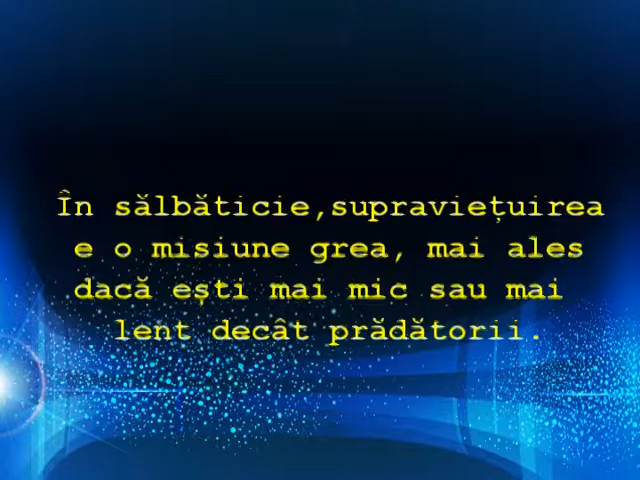 În sălbăticie,supraviețuirea
e o misiune grea, mai ales
dacă ești mai mic sau mai
lent decât prădătorii.